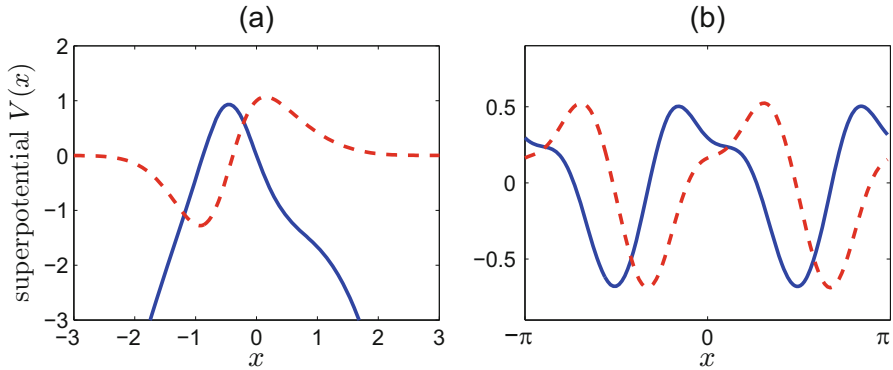 (a)
(b)
superpotential V(x)
2
1
0
−1
−2
−3
−3 −2 −1 0 1 2 3
x
0.5
0
−0.5
−π 0 π
x